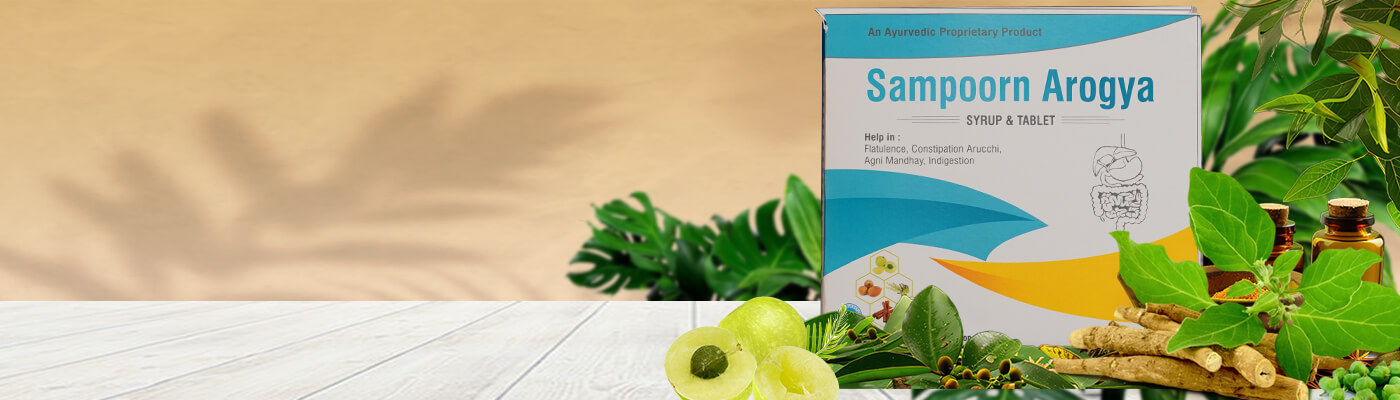 An Ayurvedic Proprietary Product
Sampoorn Arogya
SYRUP & TABLET
Help in :
Flatulence, Constipation Arucchi,
Agni Mandhay, Indigestion